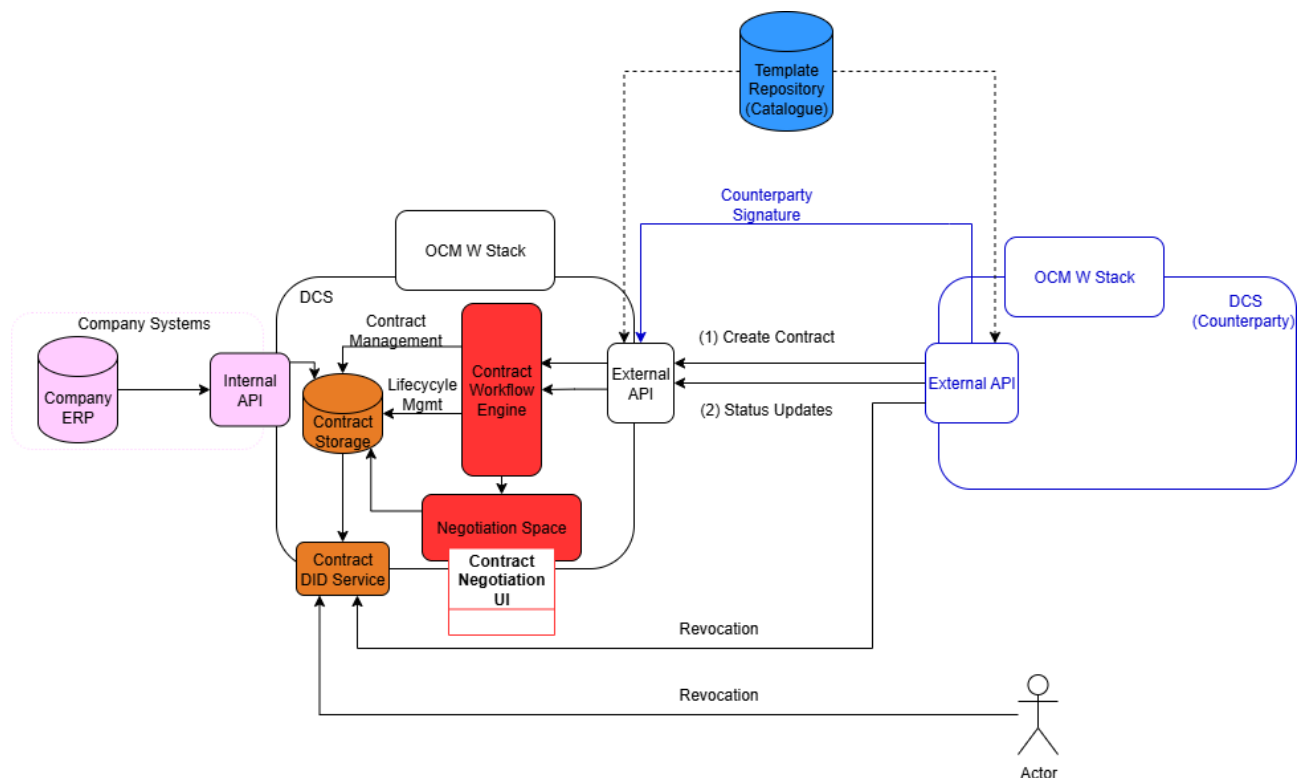 Template
Repository
(Catalogue)
Counterparty
Signature
OCM W Stack
OCM W Stack
DCS
DCS
(Counterparty)
Company Systems
Contract
Management
(1) Create Contract
Company
ERP
Internal
API
Contract
Storage
Lifecycyle
Mgmt
Contract
Workflow
Engine
External
API
External API
(2) Status Updates
Negotiation Space
Contract
DID Service
Contract
Negotiation
UI
Revocation
Revocation
Actor